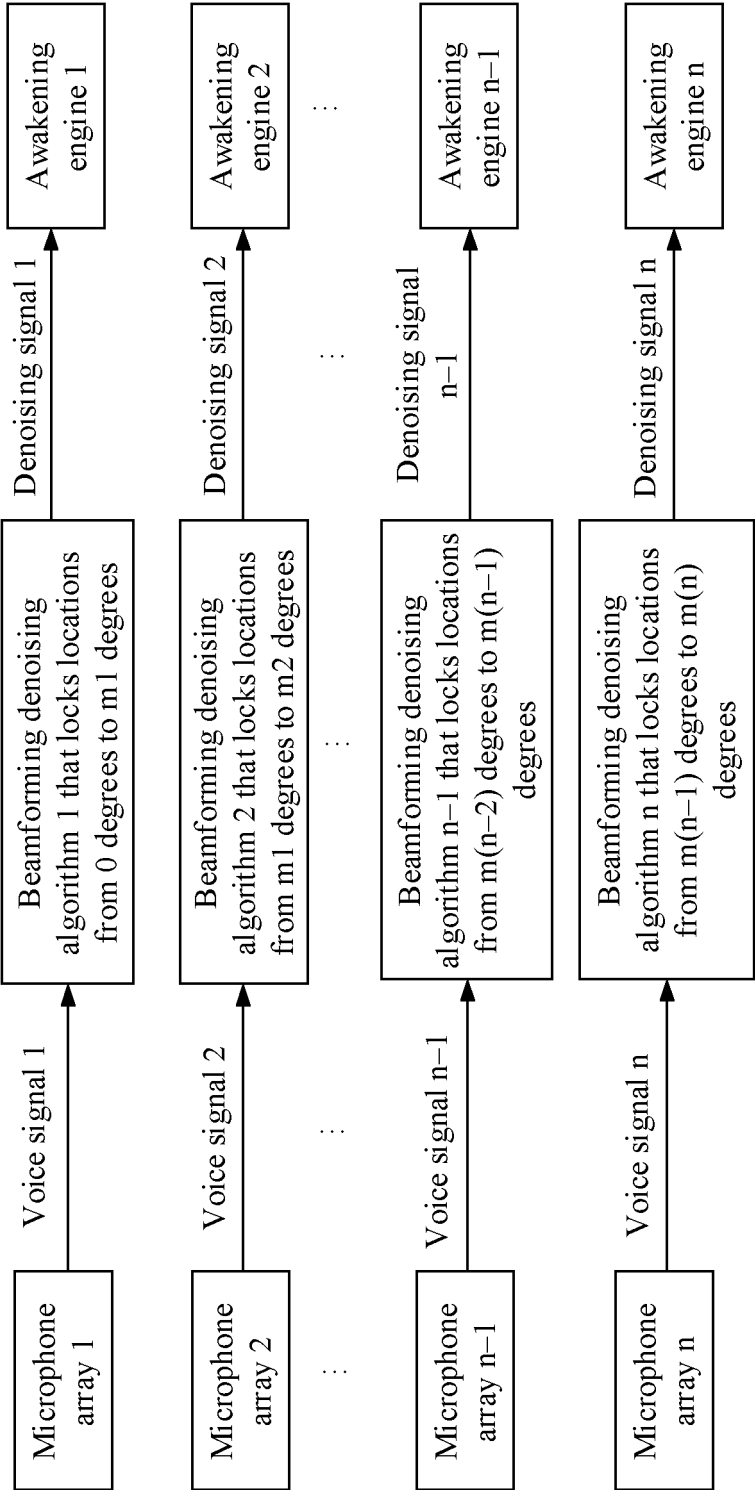 Microphone
array 1
Voice signal 1
Beamforming denoising
algorithm 1 that locks locations
from 0 degrees to m1 degrees
Denoising signal 1
Awakening
engine 1
Microphone
array 2
Voice signal 2
Beamforming denoising
algorithm 2 that locks locations
from m1 degrees to m2 degrees
Denoising signal 2
Awakening
engine 2
...
...
...
...
...
Microphone
array n–1
Voice signal n–1
Beamforming denoising
algorithm n–1 that locks locations
from m(n–2) degrees to m(n–1)
degrees
Denoising signal
n–1
Awakening
engine n–1
Microphone
array n
Voice signal n
Beamforming denoising
algorithm n that locks locations
from m(n–1) degrees to m(n)
degrees
Denoising signal n
Awakening
engine n